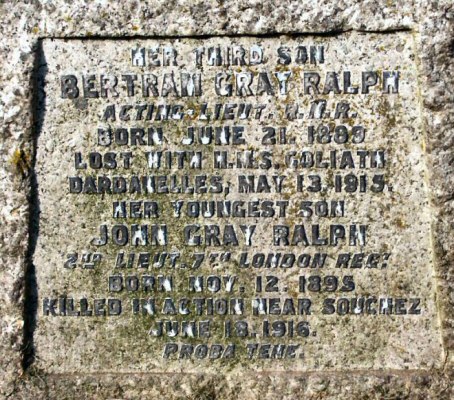 HER THIRD SON
BERTRAM GRAY RALPH
ACTING-LIEUT. R.N.R.
BORN JUNE 21. 1889
LOST WITH H.M.S. GOLIATH
DARDANELLES, MAY 13. 1915.
HER YOUNGEST SON
JOHN GRAY RALPH
2ND LIEUT. 7TH LONDON REGT
BORN NOV. 12. 1895
KILLED IN ACTION NEAR SOUCHEZ
JUNE 18. 1916.
PROBA TENE.